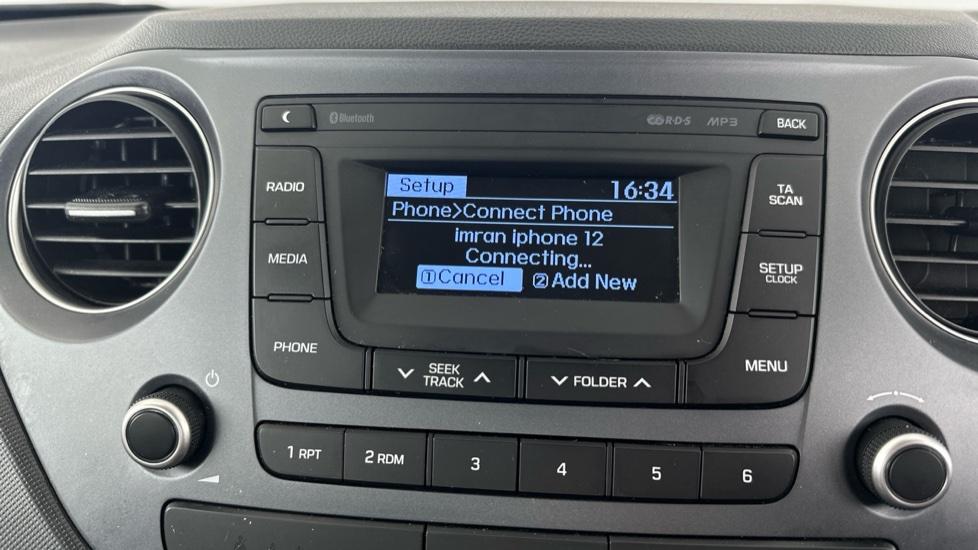 Bluetooth
R·D·S MP3
BACK
RADIO
MEDIA
PHONE
Setup 16:34
Phone>Connect Phone
imran iphone 12
Connecting...
1 Cancel 2 Add New
TA
SCAN
SETUP
CLOCK
MENU
SEEK
TRACK
FOLDER
1 RPT
2 RDM
3
4
5
6